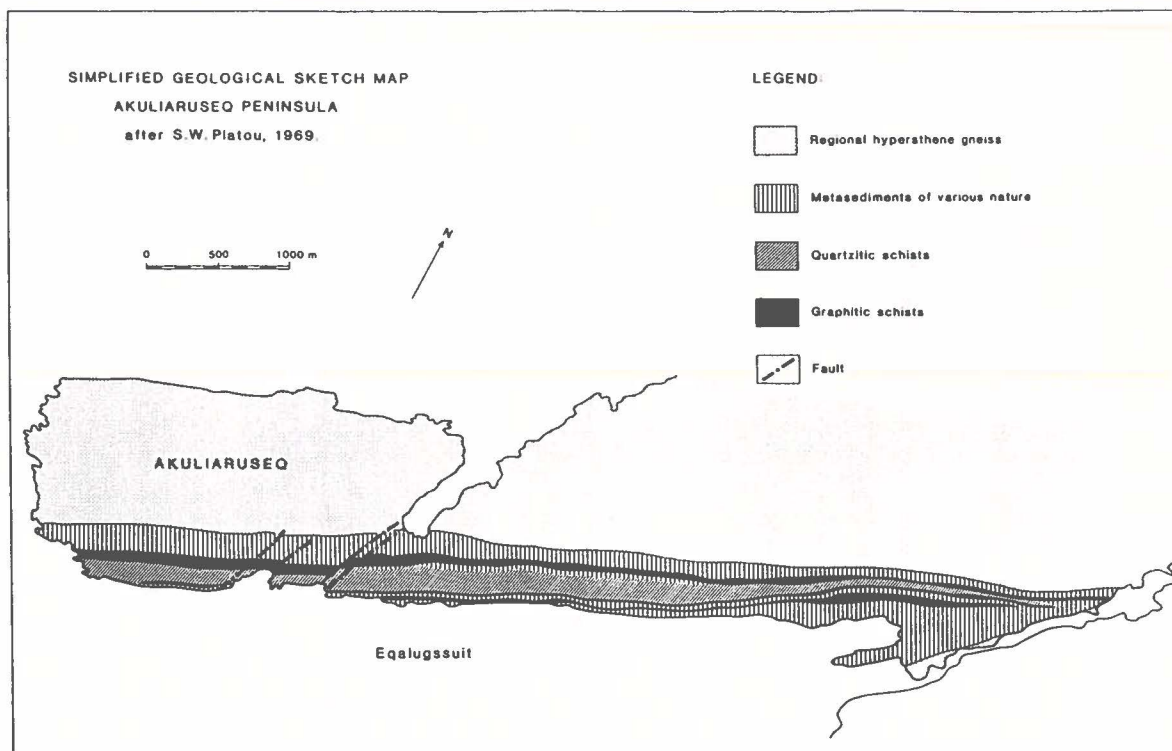 SIMPLIFIED GEOLOGICAL SKETCH MAP
AKULIARUSEQ PENINSULA
after S.W. Platou, 1969.
LEGEND
Regional hypersthene gneiss
Metasediments of various nature
Quartzitic schists
Graphitic schists
Fault
0 500 1000 m
N
AKULIARUSEQ
Eqalugssuit